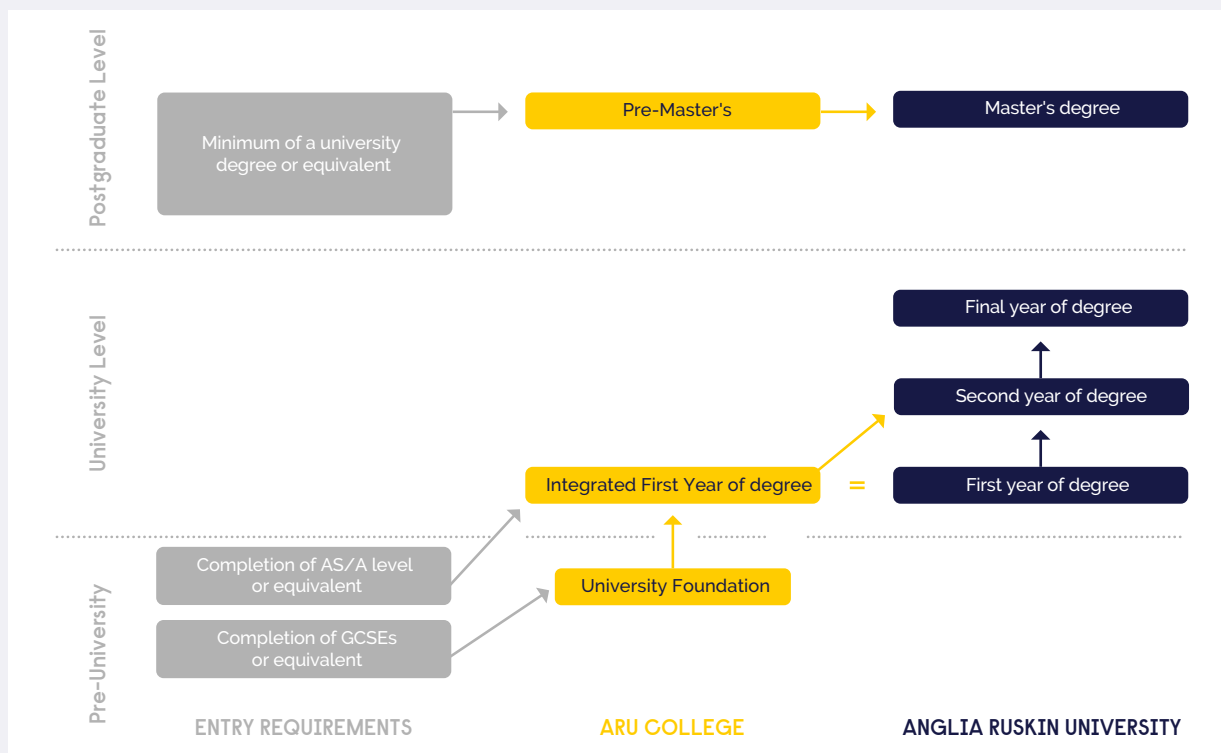 Postgraduate Level
Minimum of a university
degree or equivalent
Pre-Master's
Master's degree
University Level
Final year of degree
Second year of degree
Integrated First Year of degree
=
First year of degree
Pre-University
Completion of AS/A level
or equivalent
University Foundation
Completion of GCSEs
or equivalent
ENTRY REQUIREMENTS
ARU COLLEGE
ANGLIA RUSKIN UNIVERSITY